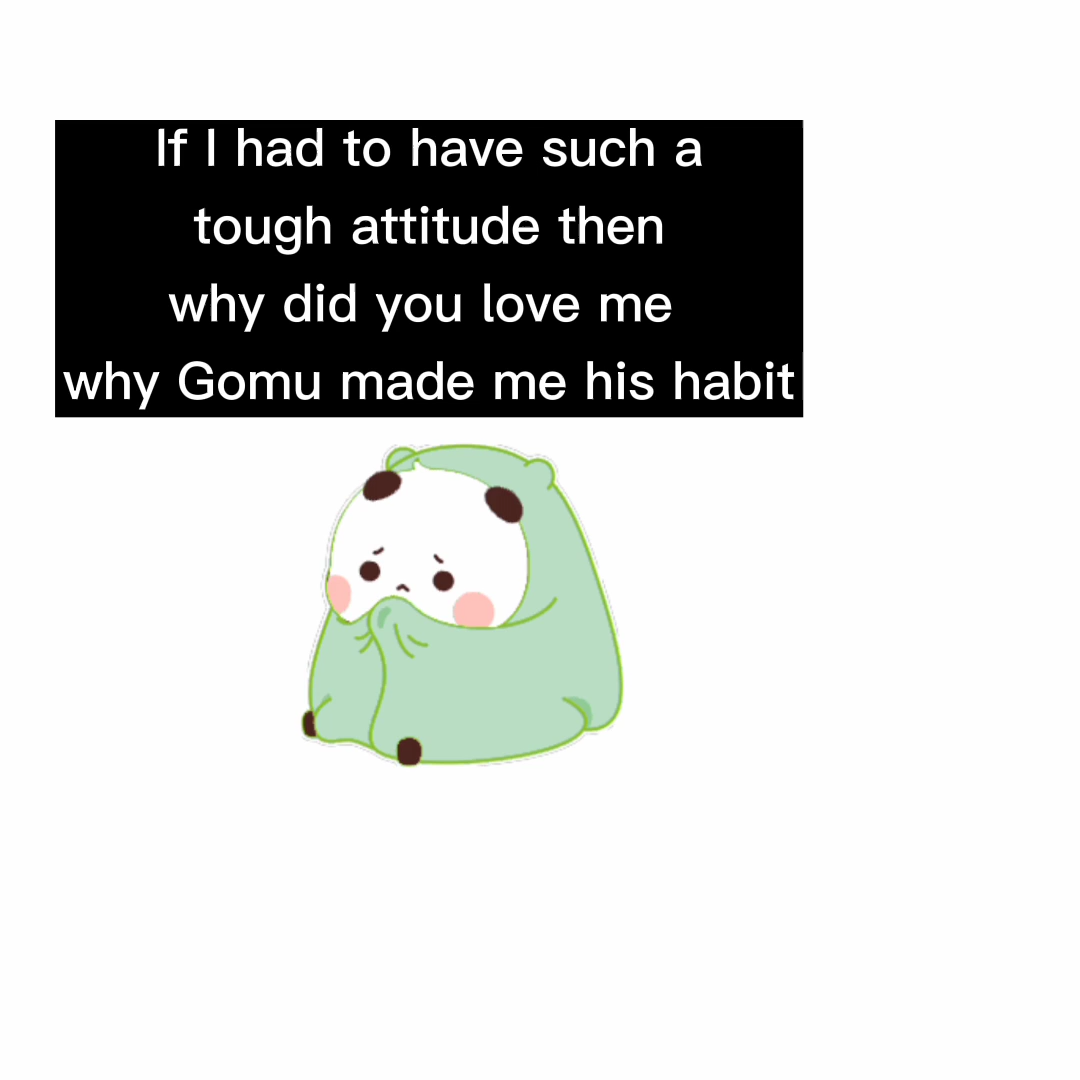 If I had to have such a
tough attitude then
why did you love me
why Gomu made me his habit